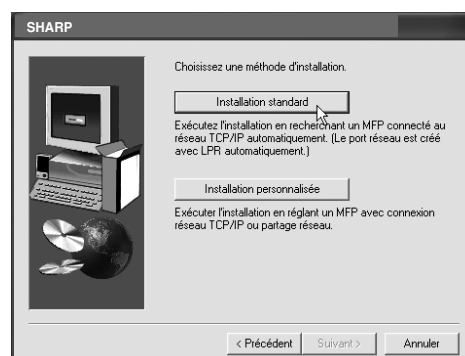 SHARP
Choisissez une méthode d'installation.
Installation standard
Exécutez l'installation en recherchant un MFP connecté au
réseau TCP/IP automatiquement. (Le port réseau est créé
avec LPR automatiquement.)
Installation personnalisée
Exécuter l'installation en réglant un MFP avec connexion
réseau TCP/IP ou partage réseau.
< Précédent
Suivant >
Annuler